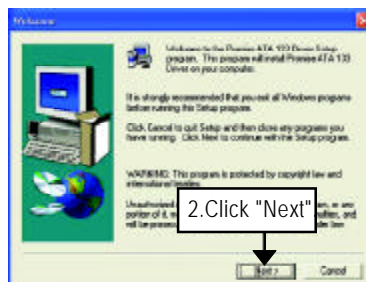 Welcome
Welcome to the Promise ATA 133 Driver Setup
program. This program will install Promise ATA 133
Driver on your computer.
It is strongly recommended that you exit all Windows programs
before running this Setup program.
Click Cancel to quit Setup and then close any programs you
have running. Click Next to continue with the Setup program.
WARNING: This program is protected by copyright law and
international treaties.
Unauthorized
portion of it, and
will be law
2.Click "Next"
Next > Cancel